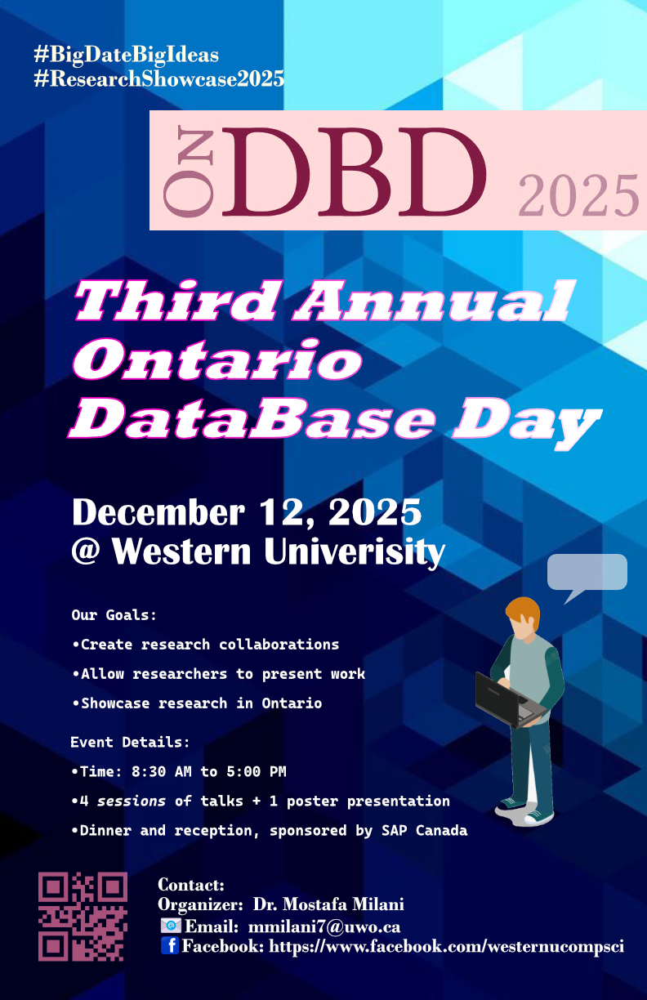 #BigDateBigIdeas
#ResearchShowcase2025
ON DBD 2025
Third Annual
Ontario
DataBase Day
December 12, 2025
@ Western Univerisity
Our Goals:
•Create research collaborations
•Allow researchers to present work
•Showcase research in Ontario
Event Details:
•Time: 8:30 AM to 5:00 PM
•4 sessions of talks + 1 poster presentation
•Dinner and reception, sponsored by SAP Canada
Contact:
Organizer: Dr. Mostafa Milani
Email: mmilani7@uwo.ca
Facebook: https://www.facebook.com/westernucompsci